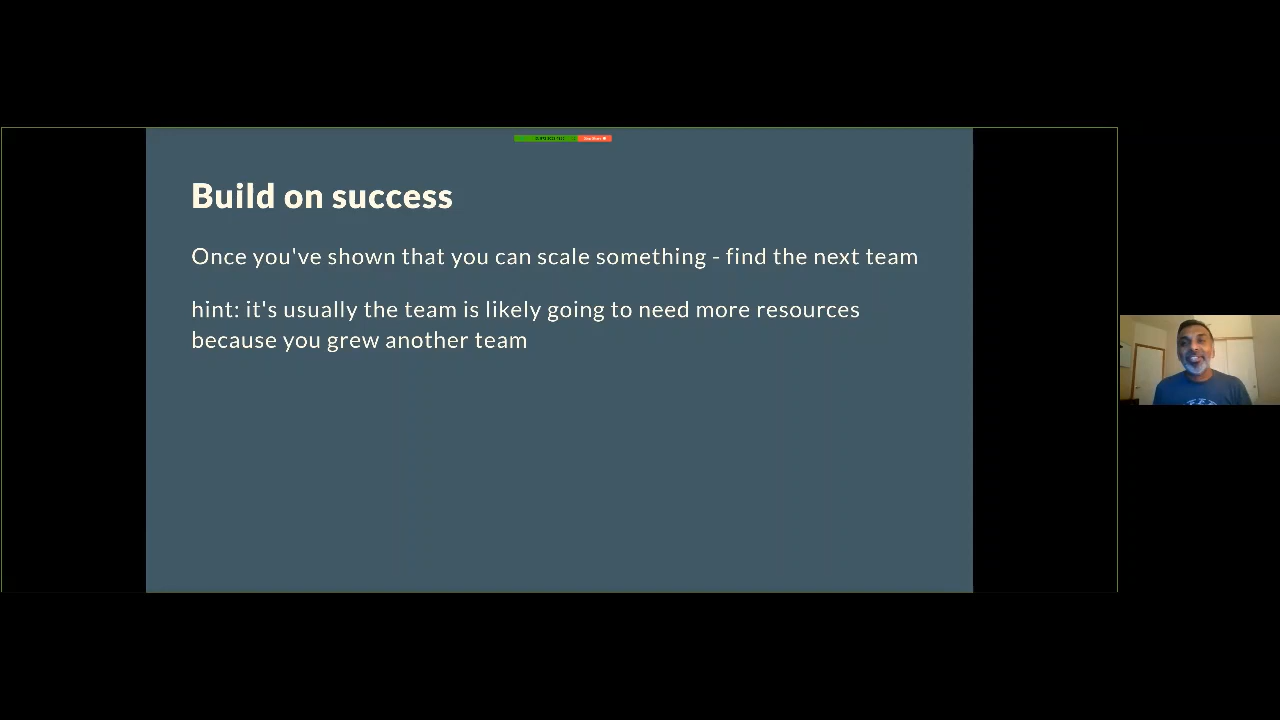 Build on success
Once you've shown that you can scale something - find the next team
hint: it's usually the team is likely going to need more resources
because you grew another team